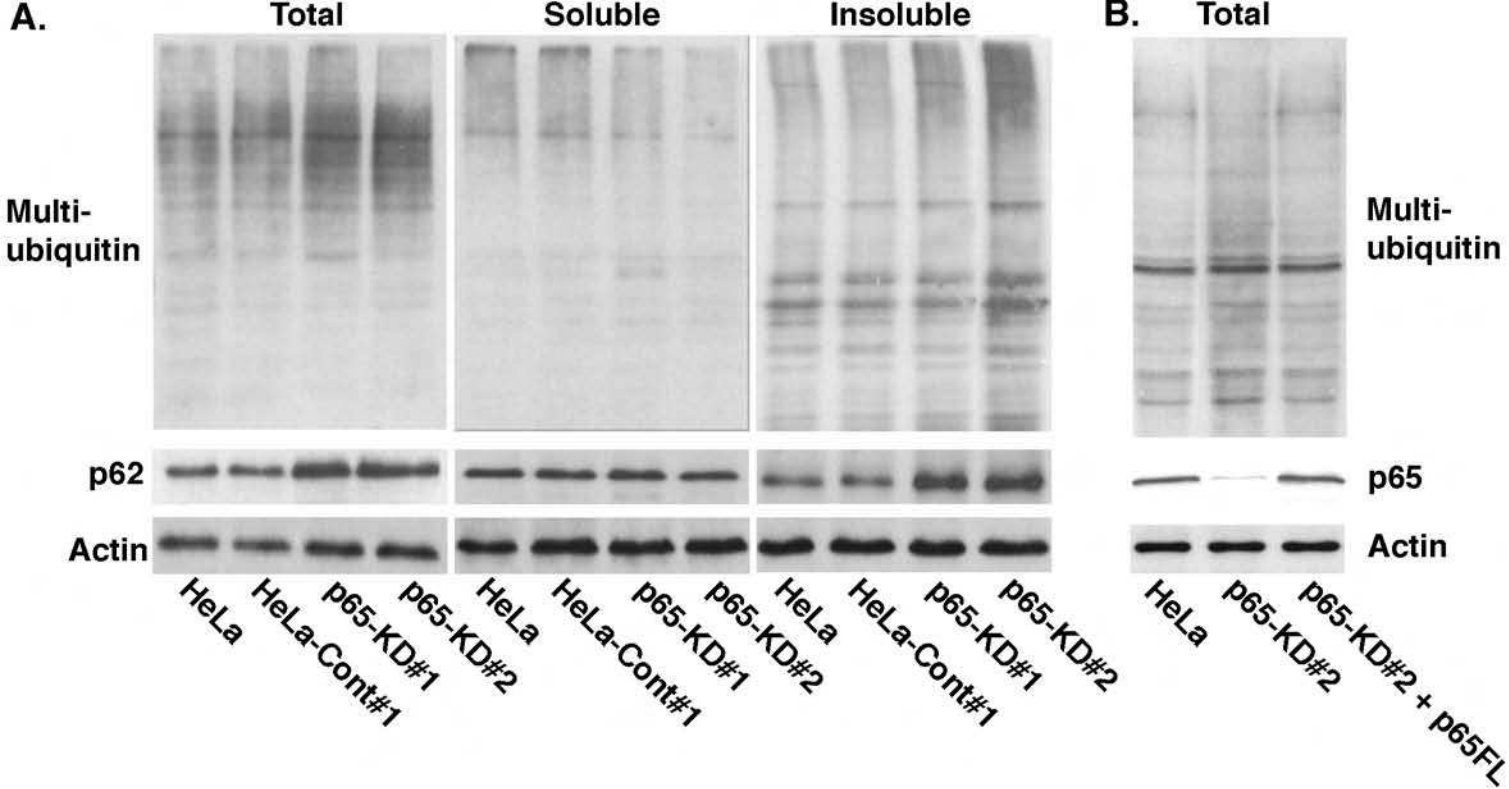 A. Total Soluble Insoluble B. Total
Multi-
ubiquitin
Multi-
ubiquitin
p62
p65
Actin
Actin
HeLa
HeLa-Cont#1
p65-KD#1
p65-KD#2
HeLa
HeLa-Cont#1
p65-KD#1
p65-KD#2
HeLa
HeLa-Cont#1
p65-KD#1
p65-KD#2
HeLa
p65-KD#2
p65-KD#2 + p65FL